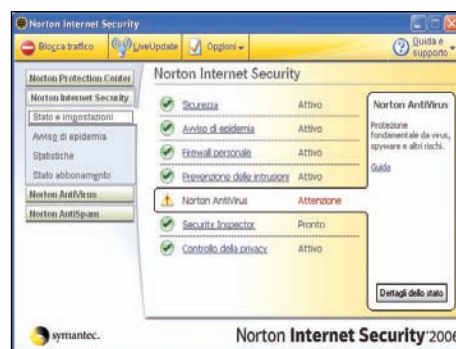 Norton Internet Security
Blocca traffico LiveUpdate Opzioni Guida e supporto
Norton Protection Center
Norton Internet Security
Stato e impostazioni
Avviso di epidemia
Statistiche
Stato abbonamento
Norton AntiVirus
Norton AntiSpam
Norton Internet Security
Sicurezza Attivo
Avviso di epidemia Attivo
Firewall personale Attivo
Prevenzione delle intrusioni Attivo
Norton AntiVirus Attenzione
Security Inspector Pronto
Controllo della privacy Attivo
Norton AntiVirus
Protezione
fondamentale da virus,
spyware e altri rischi.
Guida
Dettagli dello stato
symantec.
Norton Internet Security 2006